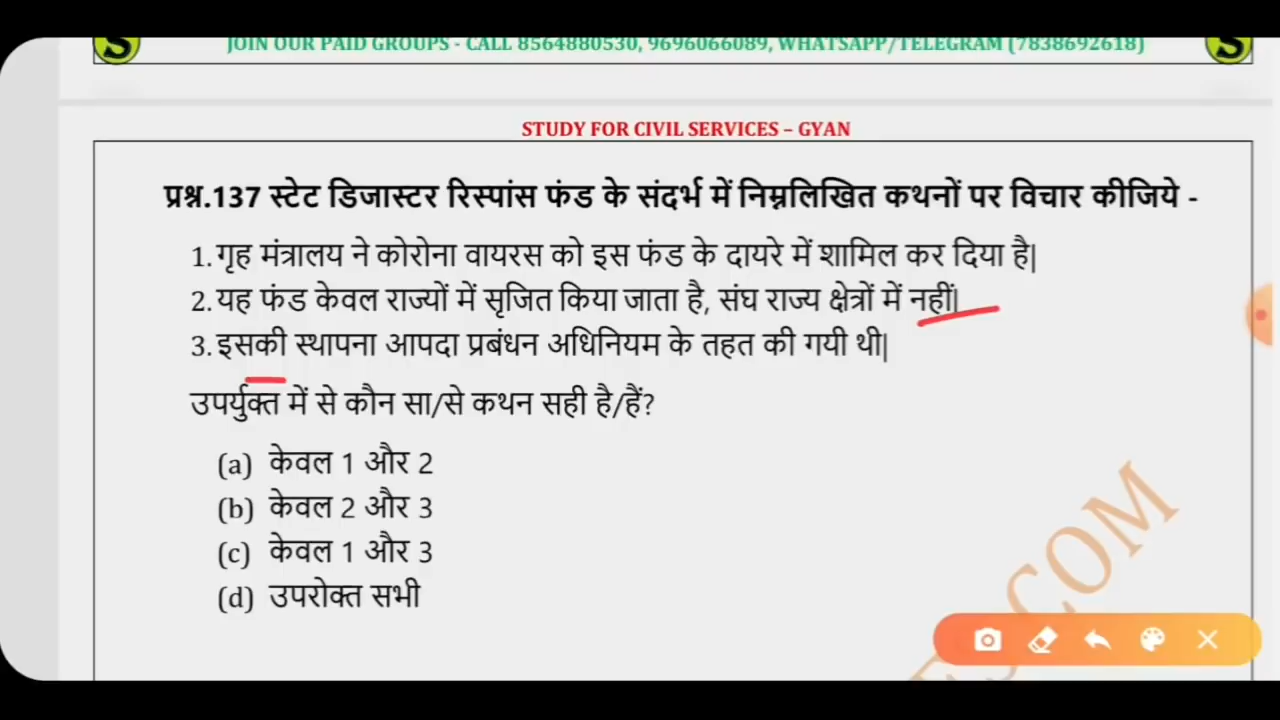 JOIN OUR PAID GROUPS - CALL 8564880530, 9696066089, WHATSAPP/TELEGRAM (7838692618)
S
S
STUDY FOR CIVIL SERVICES – GYAN
प्रश्न.137 स्टेट डिजास्टर रिस्पांस फंड के संदर्भ में निम्नलिखित कथनों पर विचार कीजिये -
1. गृह मंत्रालय ने कोरोना वायरस को इस फंड के दायरे में शामिल कर दिया है|
2. यह फंड केवल राज्यों में सृजित किया जाता है, संघ राज्य क्षेत्रों में नहीं|
3. इसकी स्थापना आपदा प्रबंधन अधिनियम के तहत की गयी थी|
उपर्युक्त में से कौन सा/से कथन सही है/हैं?
(a) केवल 1 और 2
(b) केवल 2 और 3
(c) केवल 1 और 3
(d) उपरोक्त सभी
.COM